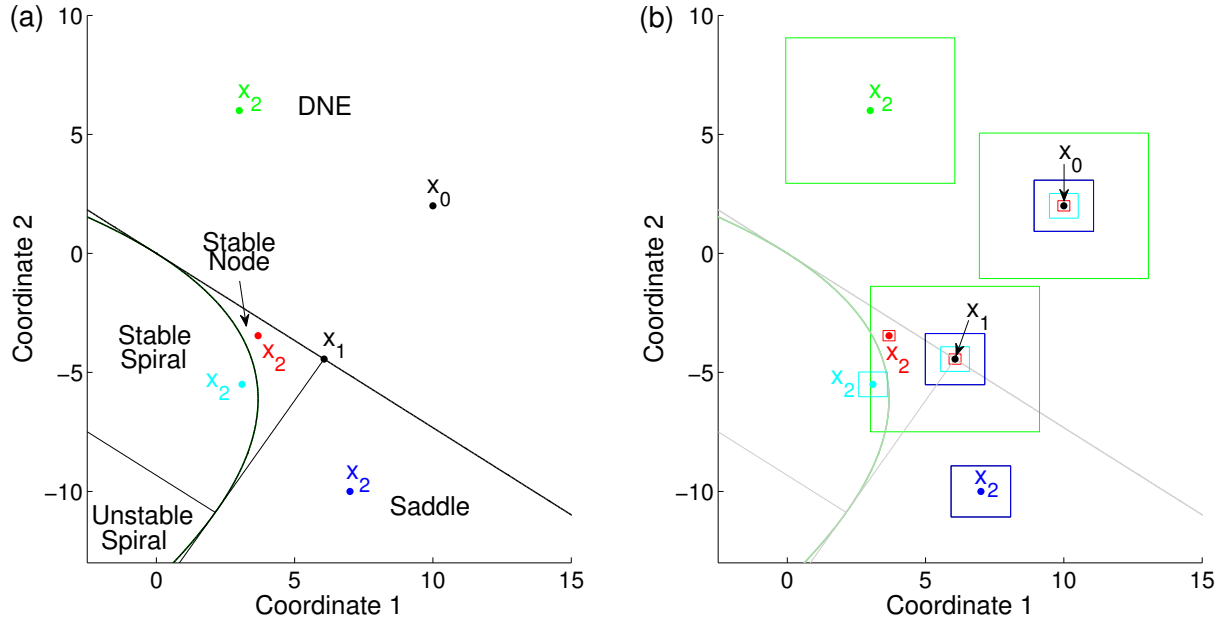 (a)
10
5
0
−5
−10
Coordinate 2
x2
DNE
x0
Stable
Node
Stable
Spiral
x1
x2
x2
x2
Saddle
Unstable
Spiral
0
5
10
15
Coordinate 1
(b)
10
5
0
−5
−10
Coordinate 2
x2
x0
x1
x2
x2
x2
0
5
10
15
Coordinate 1